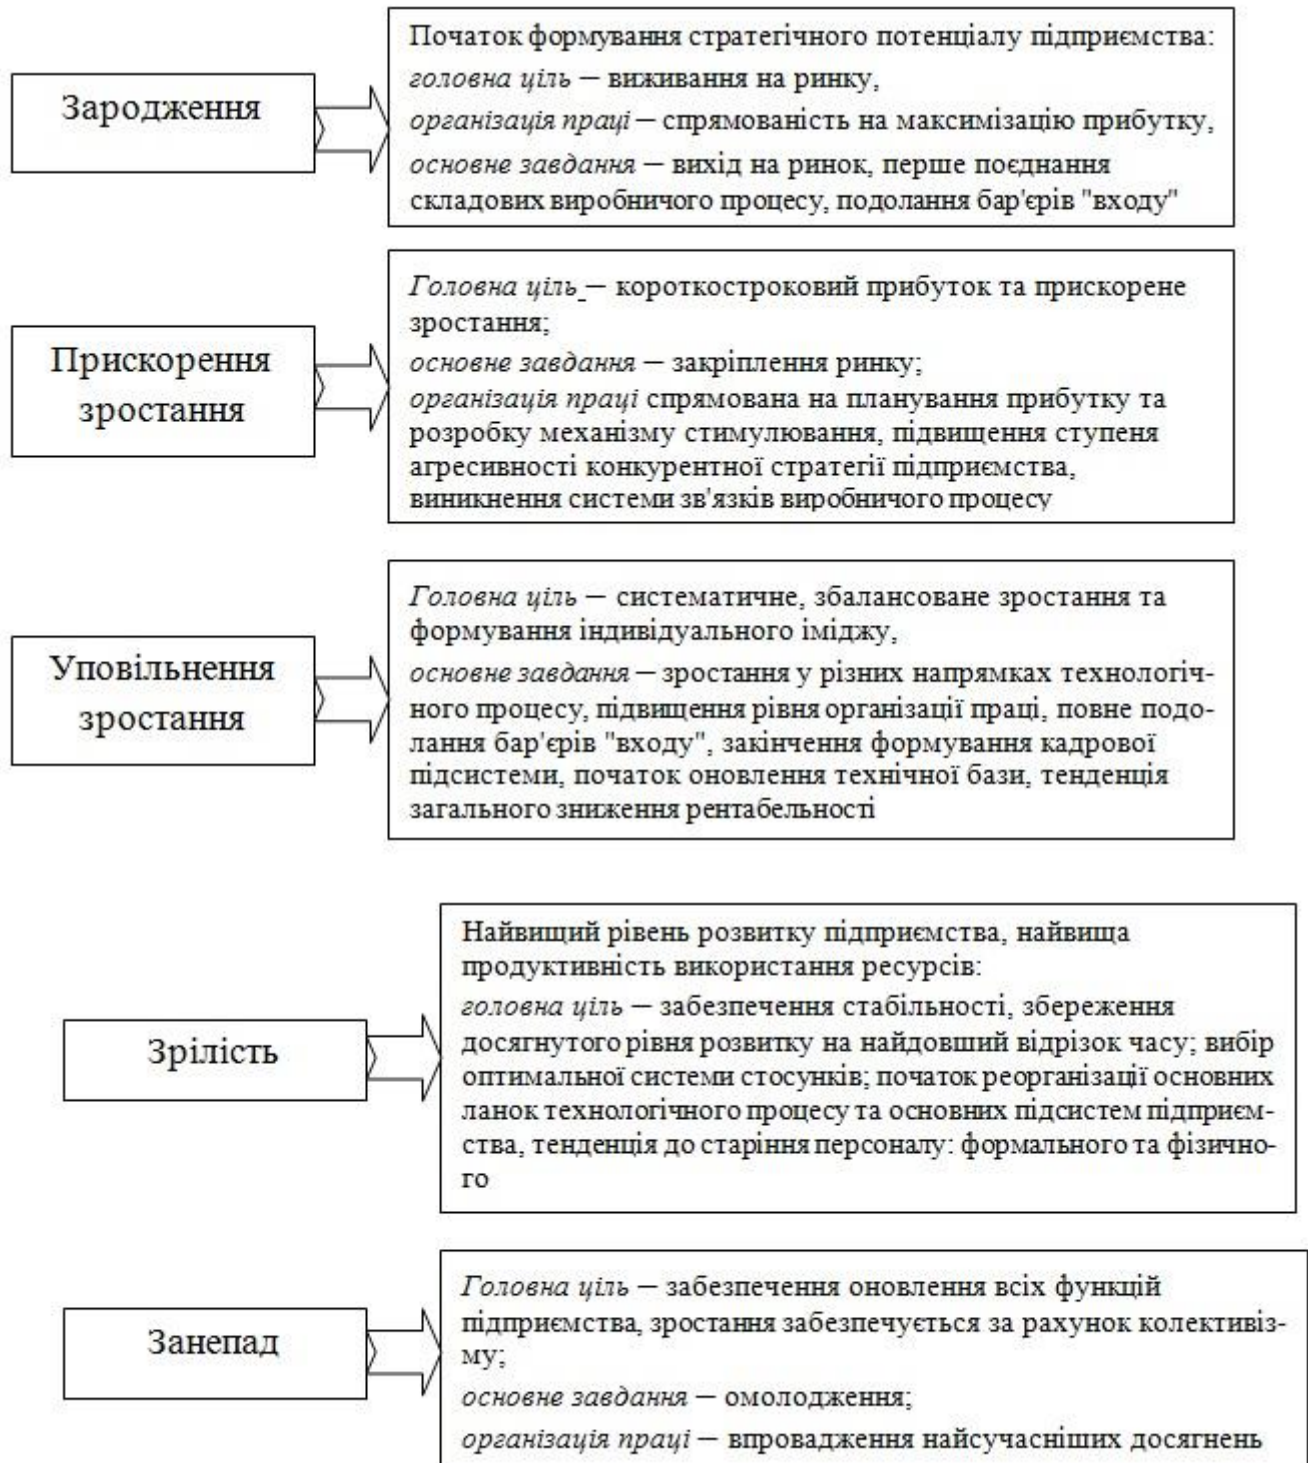 Зародження
Початок формування стратегічного потенціалу підприємства:
головна ціль — виживання на ринку,
організація праці — спрямованість на максимізацію прибутку,
основне завдання — вихід на ринок, перше поєднання
складових виробничого процесу, подолання бар'єрів "входу"
Прискорення
зростання
Головна ціль — короткостроковий прибуток та прискорене
зростання;
основне завдання — закріплення ринку;
організація праці спрямована на планування прибутку та
розробку механізму стимулювання, підвищення ступеня
агресивності конкурентної стратегії підприємства,
виникнення системи зв'язків виробничого процесу
Уповільнення
зростання
Головна ціль — систематичне, збалансоване зростання та
формування індивідуального іміджу,
основне завдання — зростання у різних напрямках технологіч-
ного процесу, підвищення рівня організації праці, повне подо-
лання бар'єрів "входу", закінчення формування кадрової
підсистеми, початок оновлення технічної бази, тенденція
загального зниження рентабельності
Зрілість
Найвищий рівень розвитку підприємства, найвища
продуктивність використання ресурсів:
головна ціль — забезпечення стабільності, збереження
досягнутого рівня розвитку на найдовший відрізок часу; вибір
оптимальної системи стосунків; початок реорганізації основних
ланок технологічного процесу та основних підсистем підприєм-
ства, тенденція до старіння персоналу: формального та фізично-
го
Занепад
Головна ціль — забезпечення оновлення всіх функцій
підприємства, зростання забезпечується за рахунок колективіз-
му;
основне завдання — омолодження;
організація праці — впровадження найсучасніших досягнень